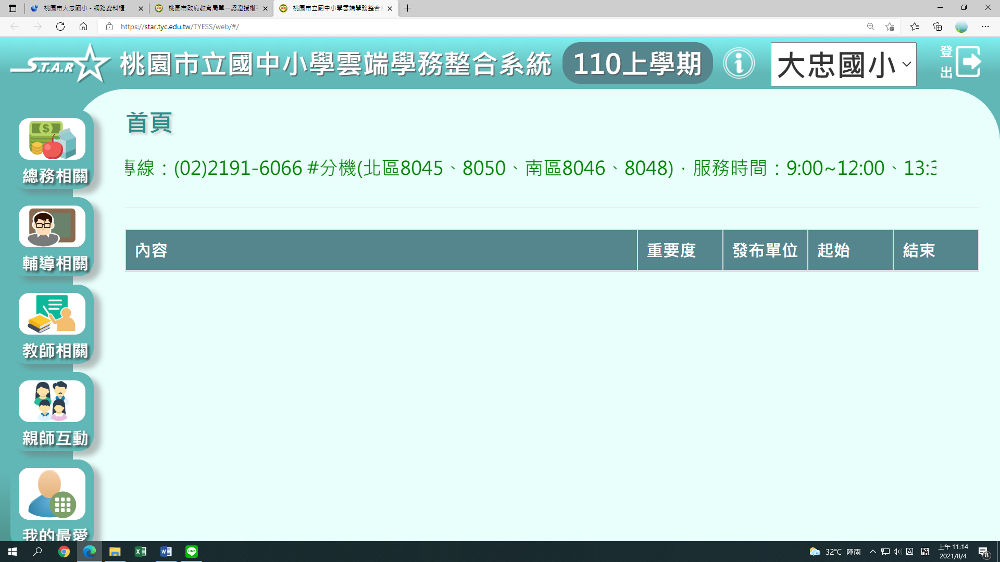 桃園市大忠國小 - 網路資料櫃
桃園市政府教育局單一認證授權
桃園市立國中小學雲端學務整合
https://star.tyc.edu.tw/TYESS/web/#/
S.T.A.R
桃園市立國中小學雲端學務整合系統
110上學期
大忠國小
登出
首頁
專線：(02)2191-6066 #分機(北區8045、8050、南區8046、8048)，服務時間：9:00~12:00、13:3
內容 重要度 發布單位 起始 結束
總務相關
輔導相關
教師相關
親師互動
我的最愛
32°C 陣雨
上午 11:14
2021/8/4
8